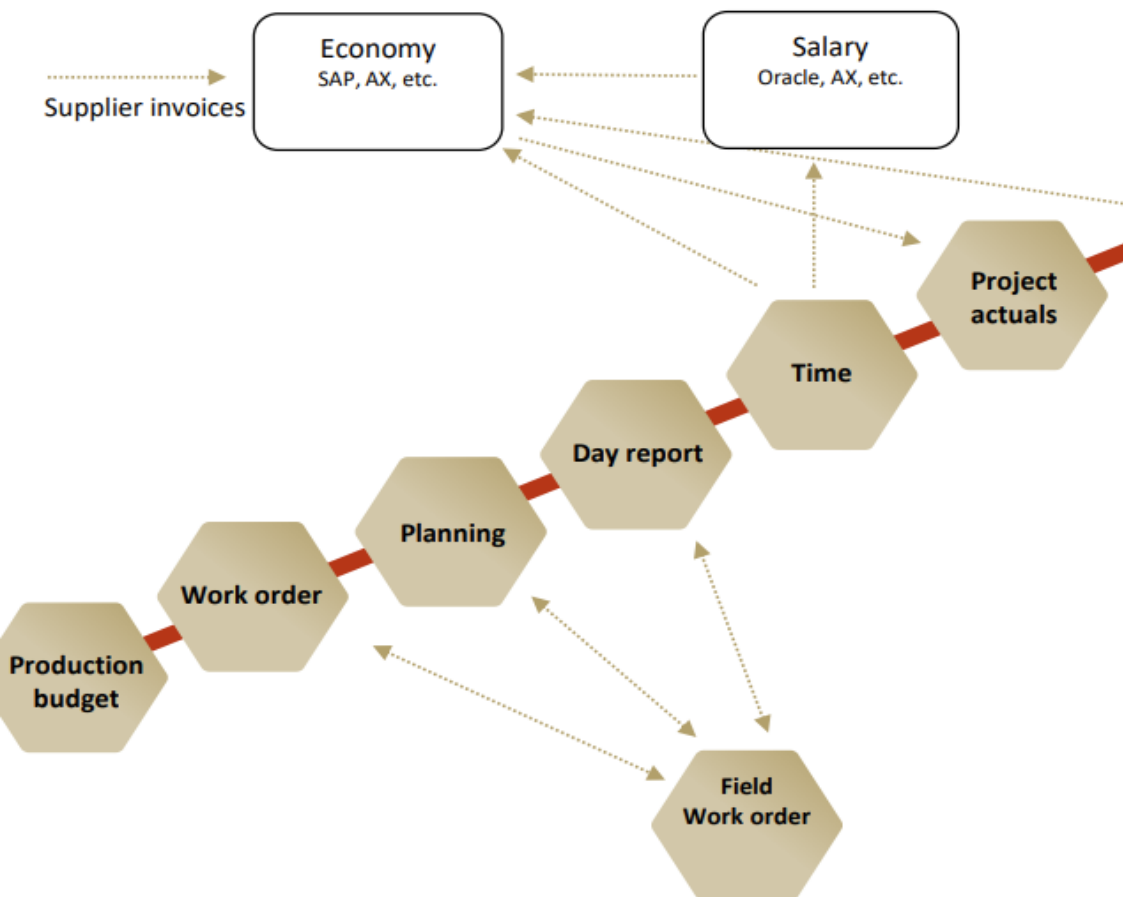 Economy
SAP, AX, etc.
Salary
Oracle, AX, etc.
Supplier invoices
Project
actuals
Time
Day report
Planning
Work order
Production
budget
Field
Work order